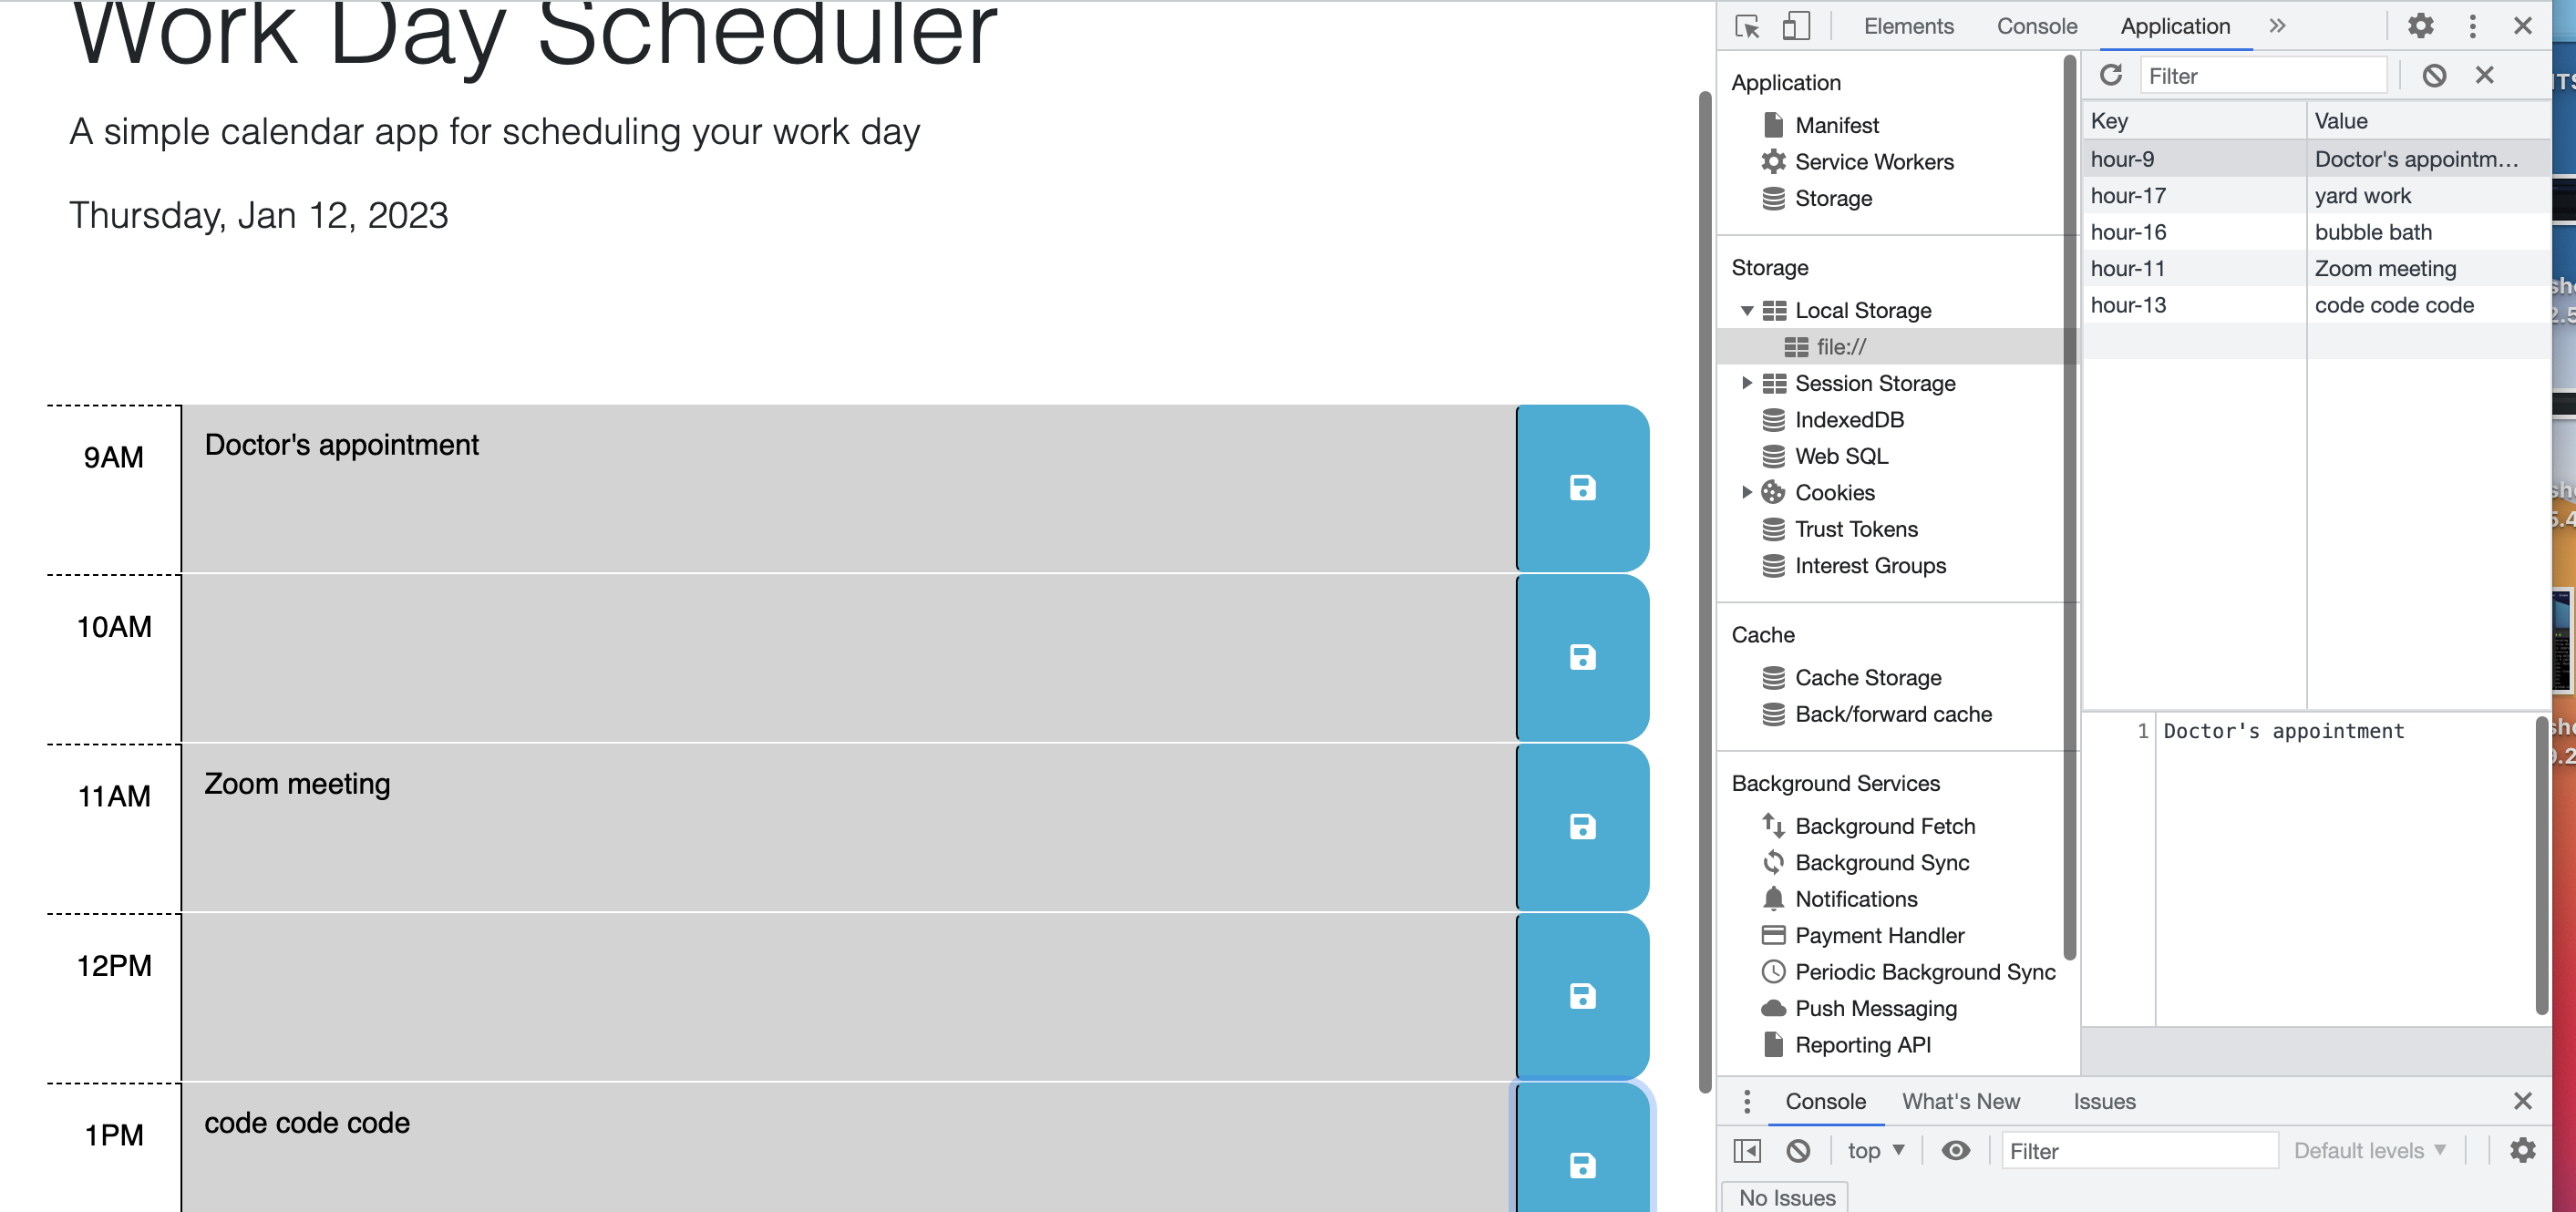 Work Day Scheduler
A simple calendar app for scheduling your work day
Thursday, Jan 12, 2023
9AM
Doctor's appointment
10AM
11AM
Zoom meeting
12PM
1PM
code code code
Elements
Console
Application
Application
Manifest
Service Workers
Storage
Storage
Local Storage
file://
Session Storage
IndexedDB
Web SQL
Cookies
Trust Tokens
Interest Groups
Cache
Cache Storage
Back/forward cache
Background Services
Background Fetch
Background Sync
Notifications
Payment Handler
Periodic Background Sync
Push Messaging
Reporting API
Filter
Key Value
hour-9 Doctor's appointm…
hour-17 yard work
hour-16 bubble bath
hour-11 Zoom meeting
hour-13 code code code
1 Doctor's appointment
Console What's New Issues
top Filter Default levels
No Issues